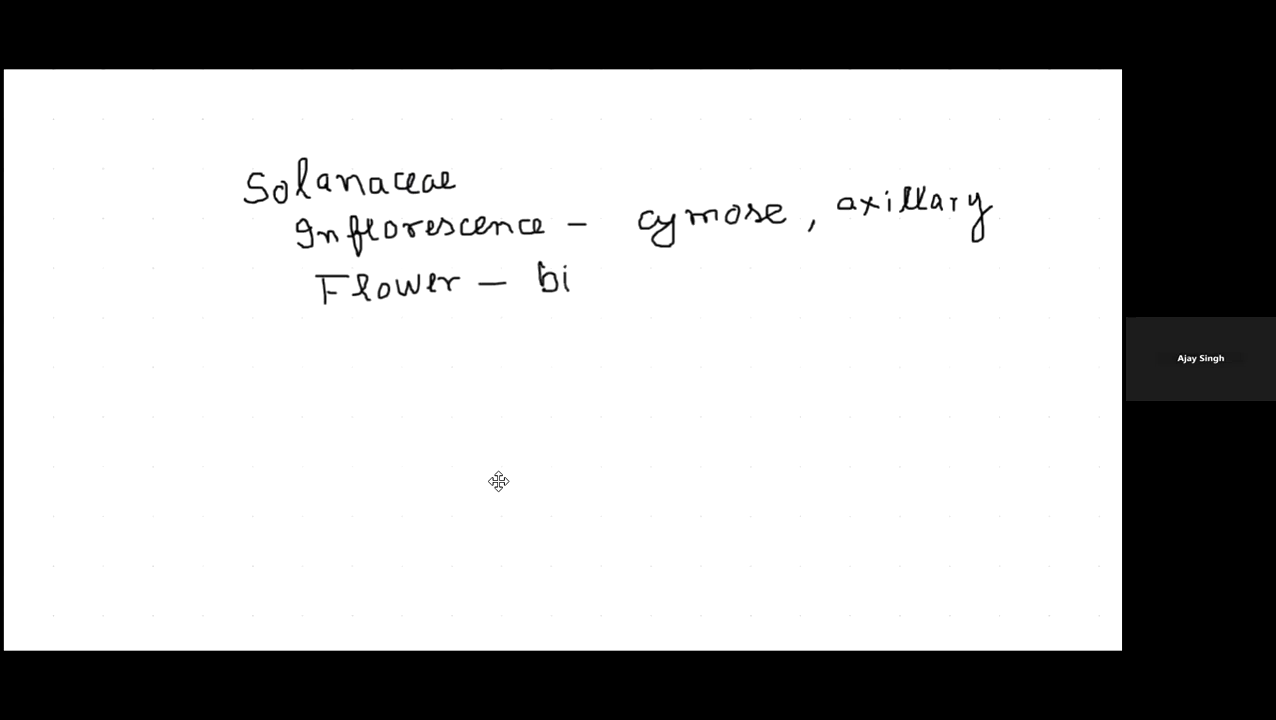 Solanaceae
Inflorescence - cymose, axillary
Flower - bi
Ajay Singh